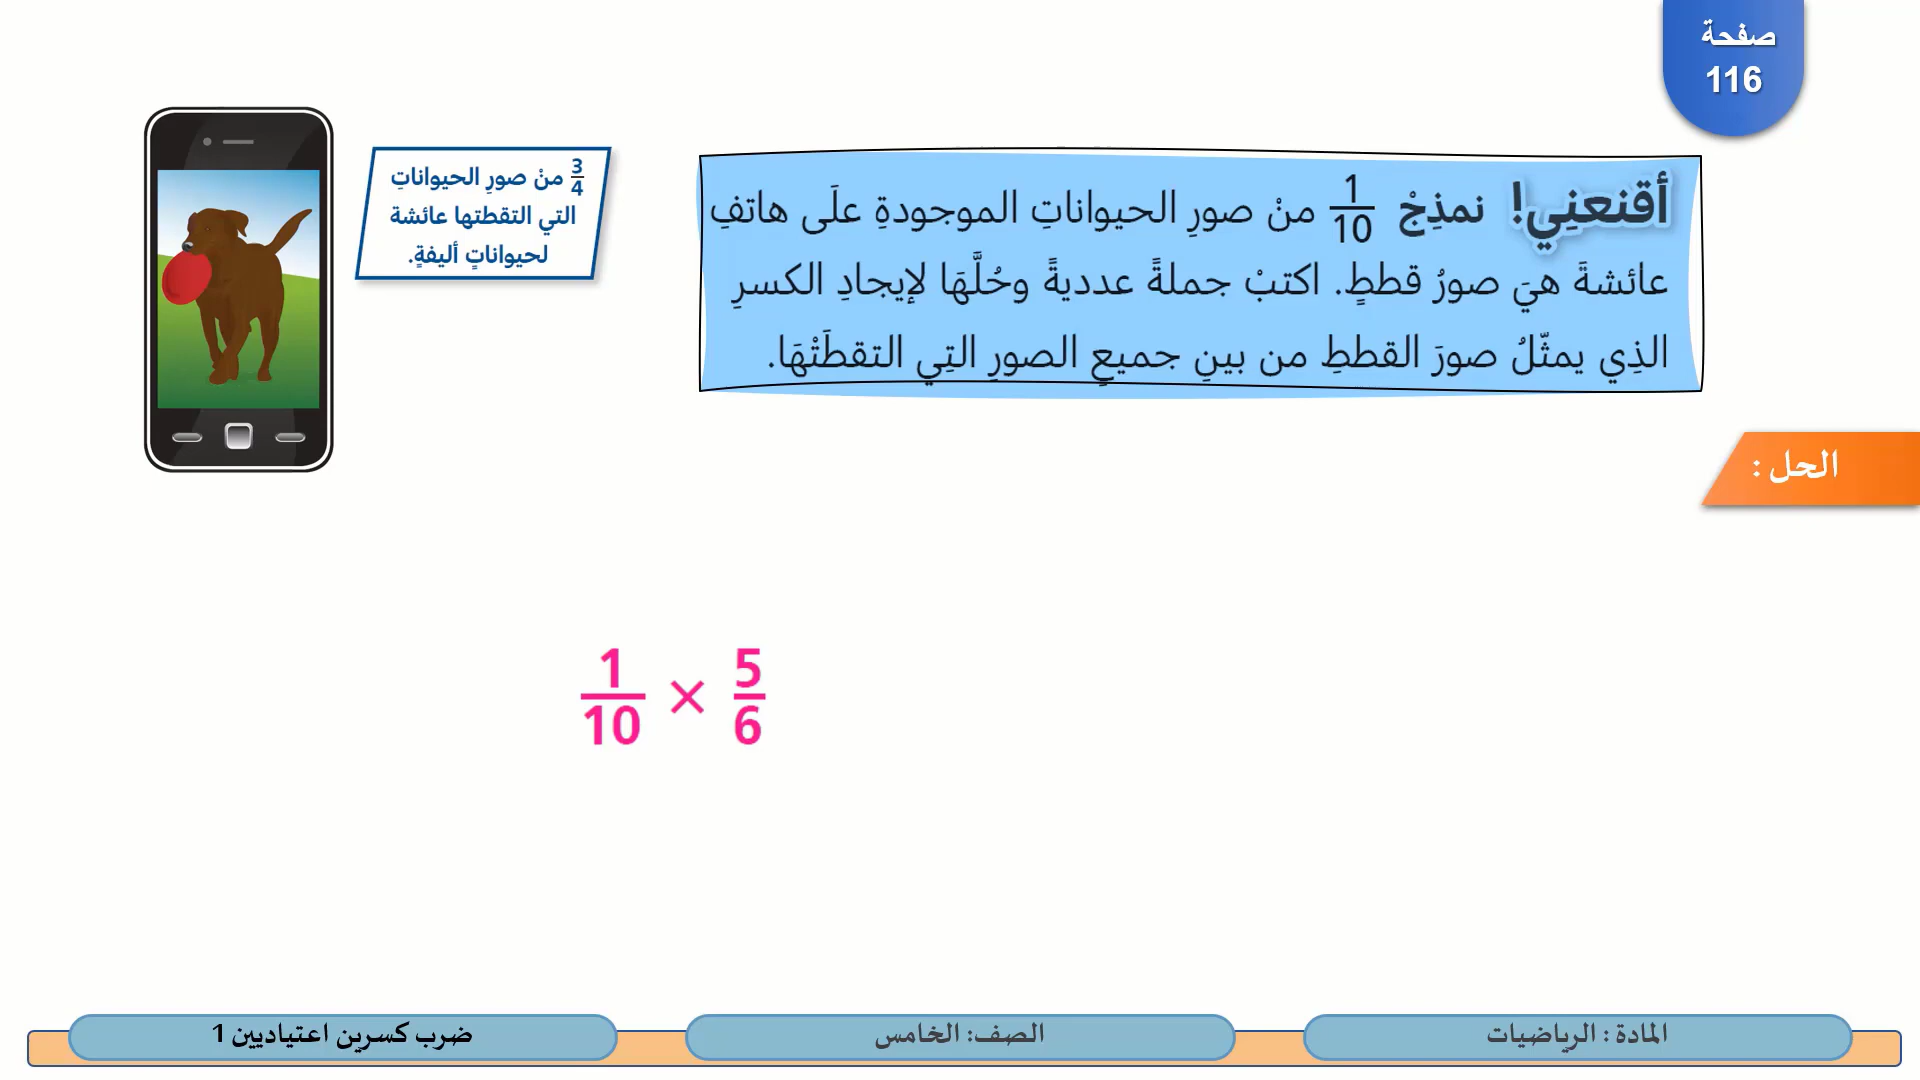 صفحة
116
أقنعنِي! نمذِجْ 1/10 منْ صورِ الحيواناتِ الموجودةِ علَى هاتفِ
عائشةَ هيَ صورُ قططٍ. اكتبْ جملةً عدديةً وحُلَّهَا لإيجادِ الكسرِ
الذِي يمثّلُ صورَ القططِ من بينِ جميعِ الصورِ التِي التقطَتْهَا.
3/4 منْ صورِ الحيواناتِ
التي التقطتها عائشة
لحيواناتٍ أليفةٍ.
الحل :
1/10 × 5/6
المادة : الرياضيات
الصف: الخامس
ضرب كسرين اعتياديين 1